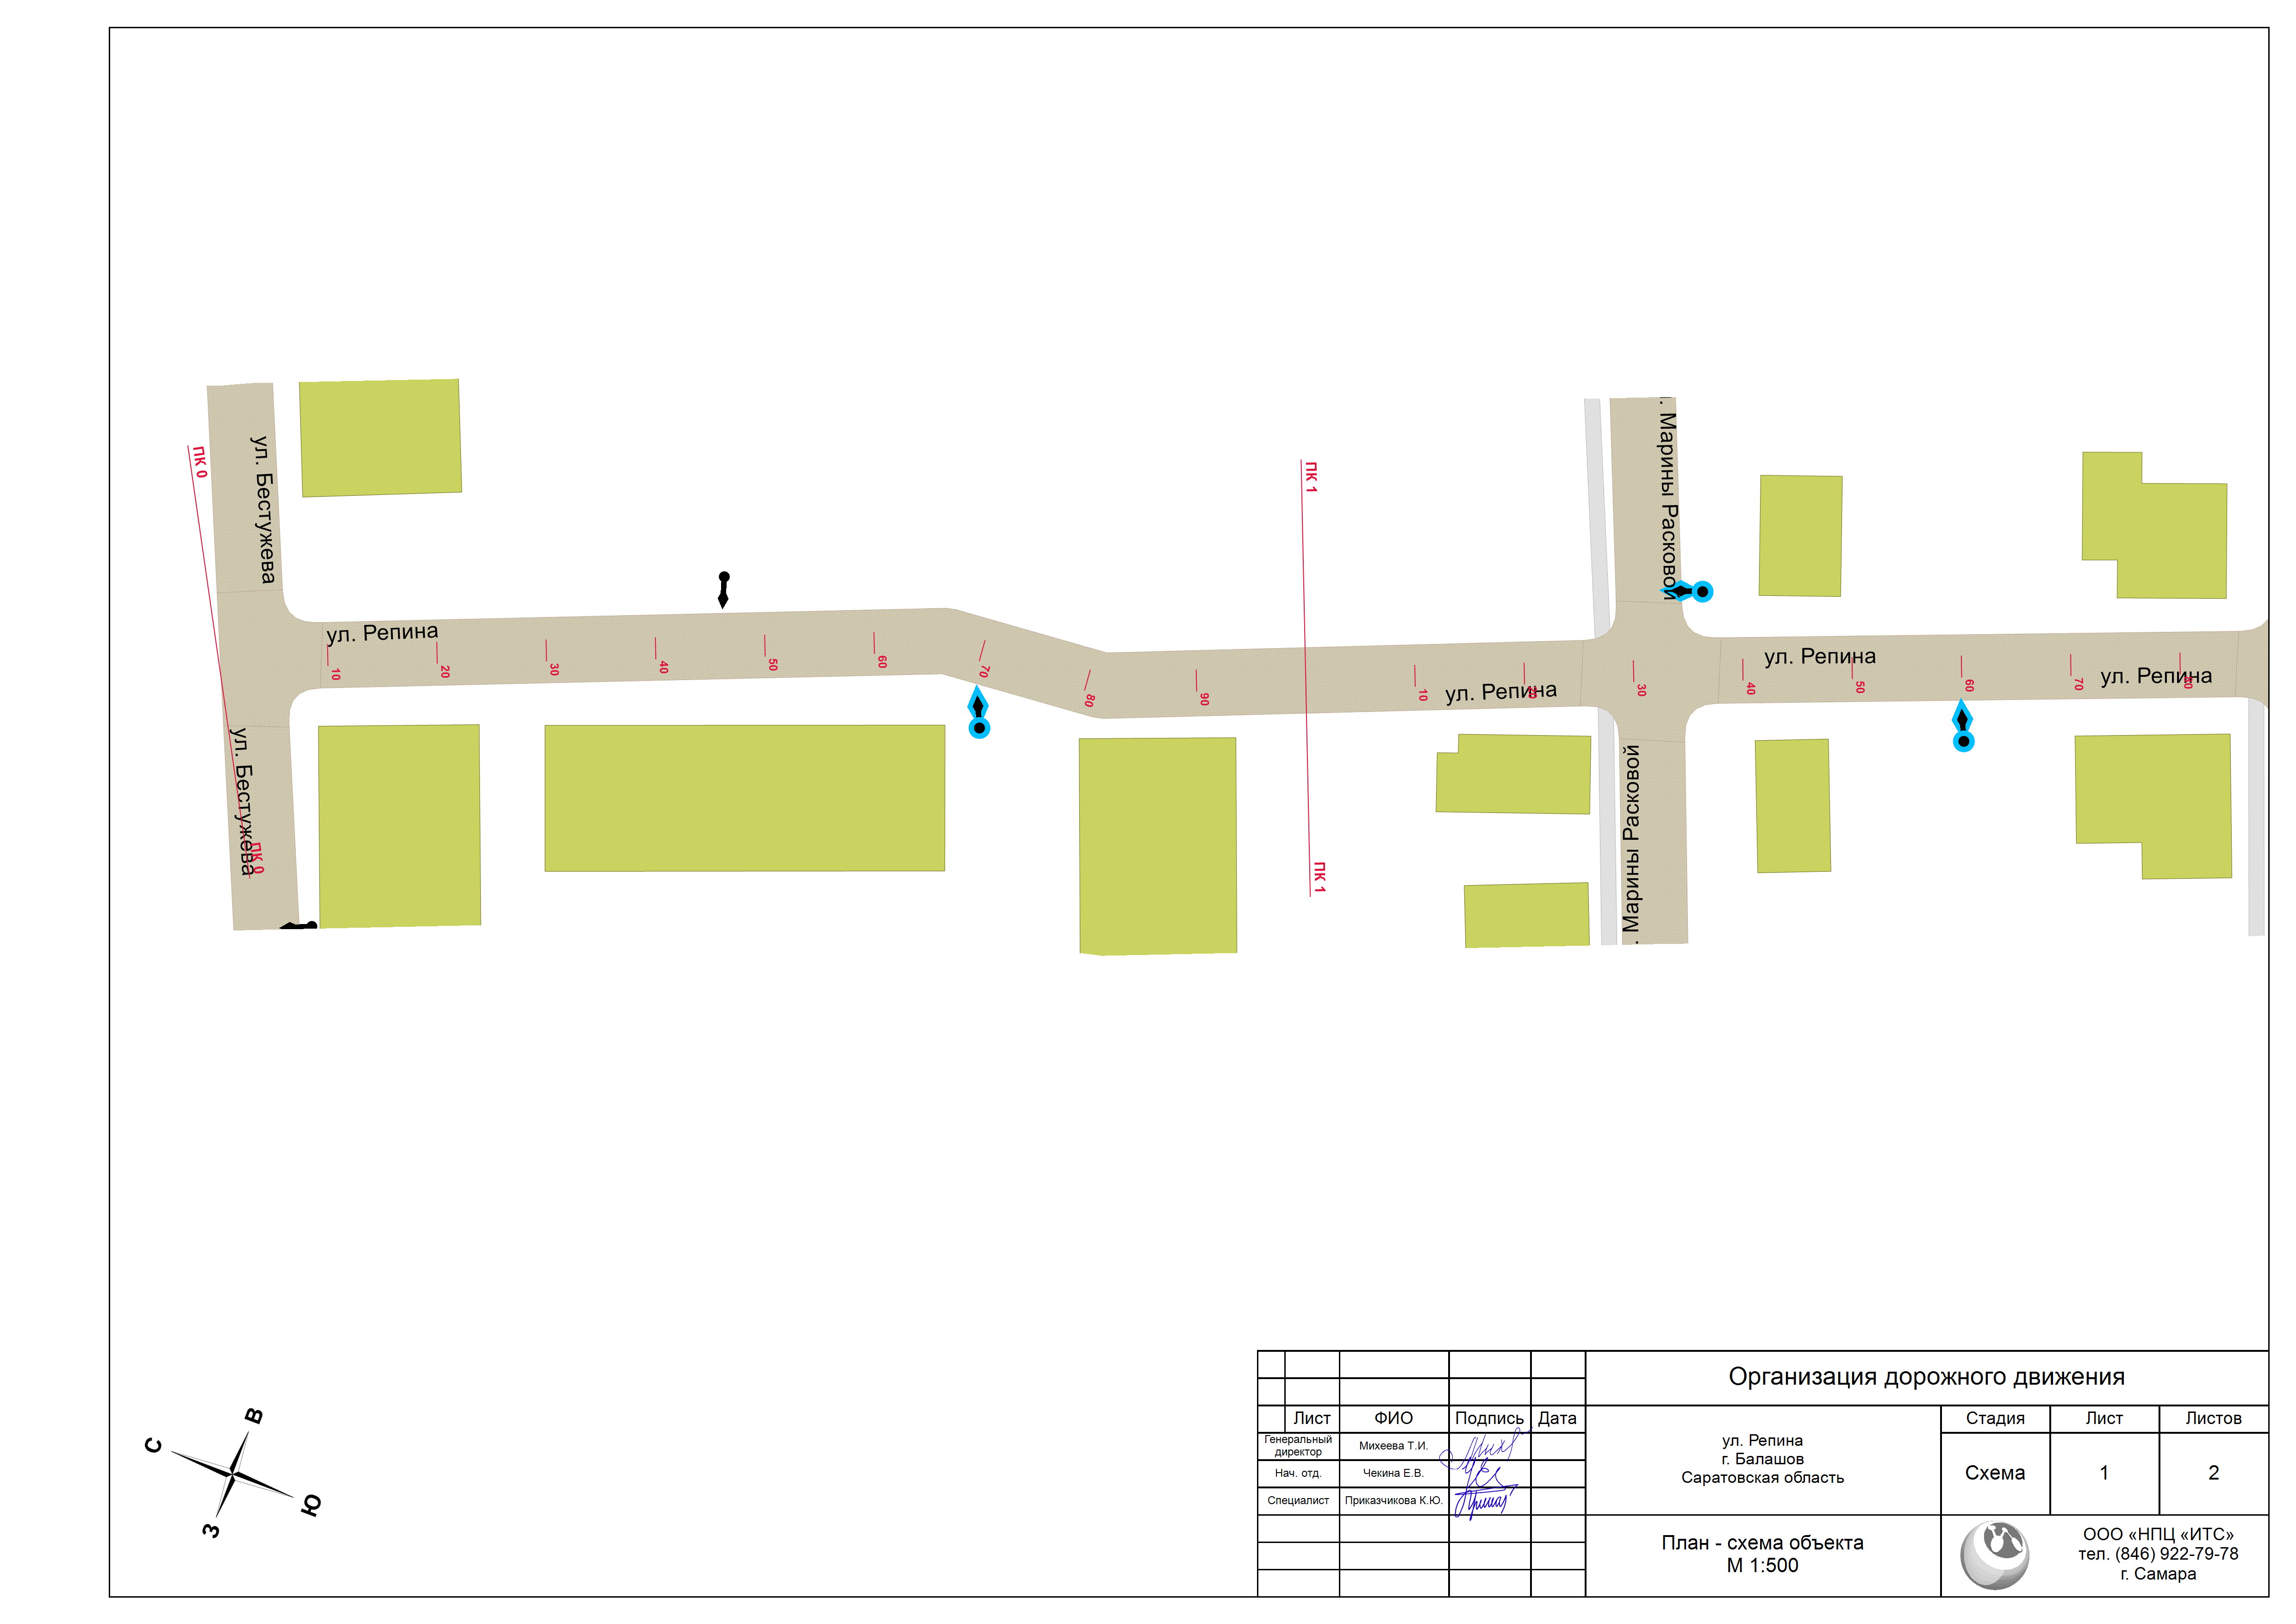 . Марины Расковой
ПК 0
ул. Бестужева
ПК 1
ул. Репина
10
20
30
40
50
60
70
80
90
10
ул. Репина
20
30
ул. Репина
40
50
60
70
ул. Репина
80
ул. Бестужева
ПК 0
. Марины Расковой
ПК 1
С
В
Ю
З
Организация дорожного движения
Лист ФИО Подпись Дата
Генеральный
директор
Михеева Т.И.
Нач. отд. Чекина Е.В.
Специалист Приказчикова К.Ю.
ул. Репина
г. Балашов
Саратовская область
Стадия Лист Листов
Схема 1 2
План - схема объекта
М 1:500
ООО «НПЦ «ИТС»
тел. (846) 922-79-78
г. Самара